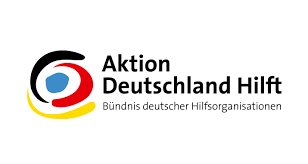 Aktion
Deutschland Hilft
Bündnis deutscher Hilfsorganisationen